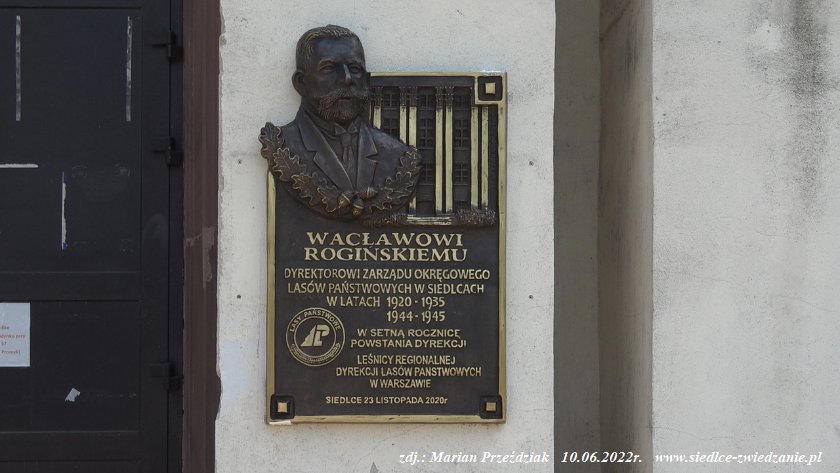 WACŁAWOWI
ROGIŃSKIEMU
DYREKTOROWI ZARZĄDU OKRĘGOWEGO
LASÓW PAŃSTWOWYCH W SIEDLCACH
W LATACH 1920 - 1935
1944 - 1945
LASY PAŃSTWOWE
W SETNĄ ROCZNICĘ
POWSTANIA DYREKCJI
LEŚNICY REGIONALNEJ
DYREKCJI LASÓW PAŃSTWOWYCH
W WARSZAWIE
SIEDLCE 23 LISTOPADA 2020r
zdj.: Marian Przeździak 10.06.2022r. www.siedlce-zwiedzanie.pl